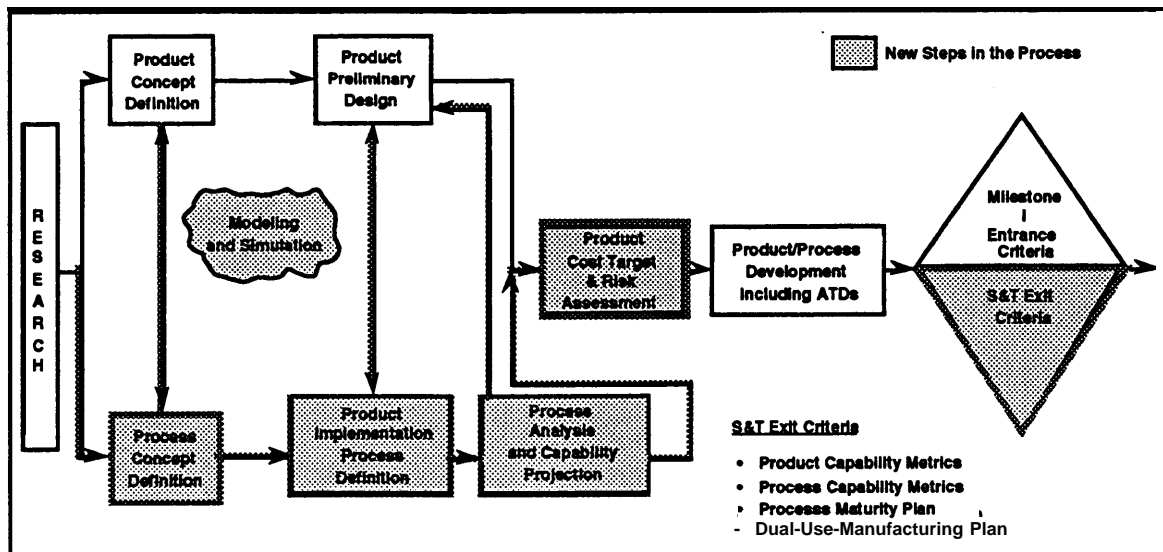 New Steps in the Process
Product
Concept
Definition
Product
Preliminary
Design
RESEARCH
Modeling
and Simulation
Product
Cost Target
& Risk
Assessment
Product/Process
Development
Including ATDs
Milestone
I
Entrance
Criteria
S&T Exit
Criteria
Process
Concept
Definition
Product
Implementation
Process
Definition
Process
Analysis
and Capability
Projection
S&T Exit Criteria
• Product Capability Metrics
• Process Capability Metrics
• Processs Maturity Plan
- Dual-Use-Manufacturing Plan